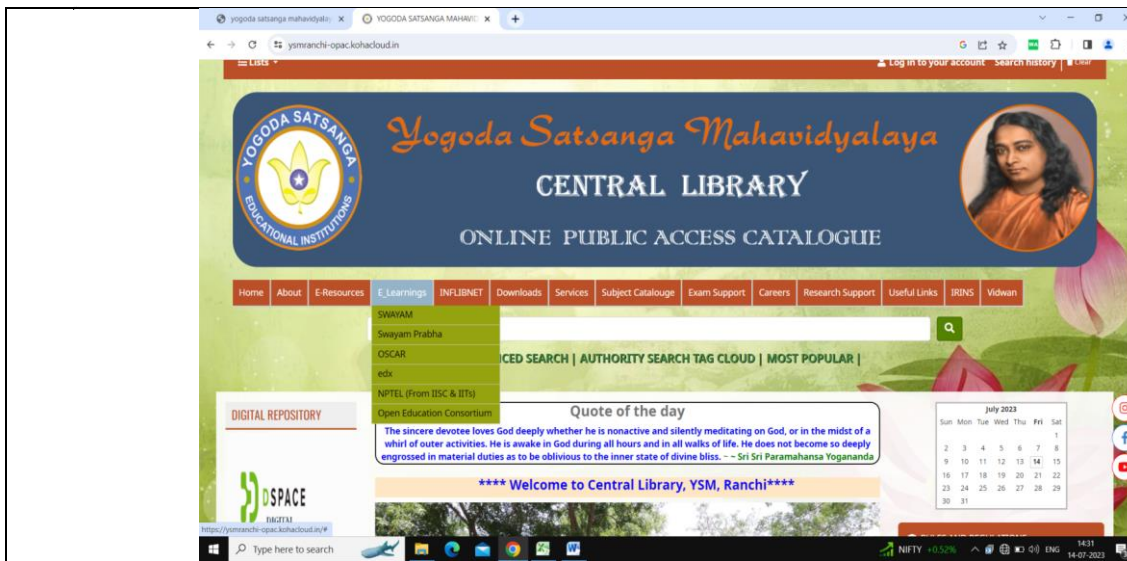 yogoda satsanga mahavidyalay
YOGODA SATSANGA MAHAVID
ysmranchi-opac.kohacloud.in
Lists
Log in to your account Search history Clear
YOGODA SATSANGA
EDUCATIONAL INSTITUTIONS
Yogoda Satsanga Mahavidyalaya
CENTRAL LIBRARY
ONLINE PUBLIC ACCESS CATALOGUE
Home About E-Resources E_Learnings INFLIBNET Downloads Services Subject Catalouge Exam Support Careers Research Support Useful Links IRINS Vidwan
SWAYAM
Swayam Prabha
OSCAR
edx
NPTEL (From IISC & IITs)
Open Education Consortium
NCED SEARCH | AUTHORITY SEARCH TAG CLOUD | MOST POPULAR |
DIGITAL REPOSITORY
DSPACE
DIGITAL
Quote of the day
The sincere devotee loves God deeply whether he is nonactive and silently meditating on God, or in the midst of a
whirl of outer activities. He is awake in God during all hours and in all walks of life. He does not become so deeply
engrossed in material duties as to be oblivious to the inner state of divine bliss. ~ ~ Sri Sri Paramahansa Yogananda
**** Welcome to Central Library, YSM, Ranchi****
July 2023
Sun Mon Tue Wed Thu Fri Sat
1
2 3 4 5 6 7 8
9 10 11 12 13 14 15
16 17 18 19 20 21 22
23 24 25 26 27 28 29
30 31
RULES AND REGULATIONS
https://ysmranchi-opac.kohacloud.in/#
Type here to search
NIFTY +0.52%
ENG
14:31
14-07-2023